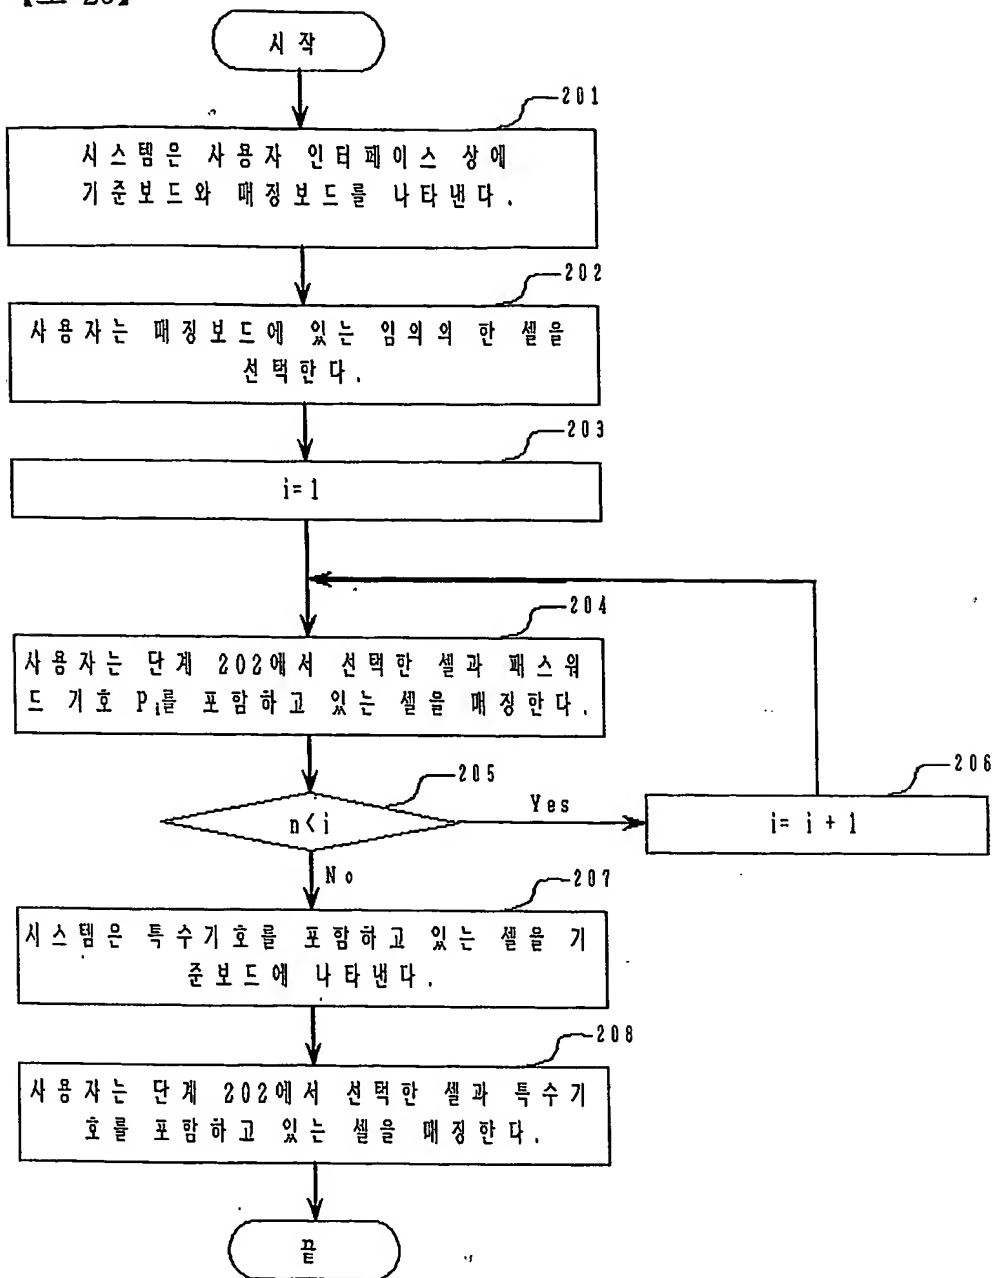 시 작
201
시스템은 사용자 인터페이스 상에
기준보드와 매징보드를 나타낸다.
202
사용자는 매징보드에 있는 임의의 한 셀을
선택한다.
203
i=1
204
사용자는 단계 202에서 선택한 셀과 패스워
드 기호 Pi를 포함하고 있는 셀을 매징한다.
205
n<i
Yes
206
i= i + 1
No
207
시스템은 특수기호를 포함하고 있는 셀을 기
준보드에 나타낸다.
208
사용자는 단계 202에서 선택한 셀과 특수기
호를 포함하고 있는 셀을 매징한다.
끝